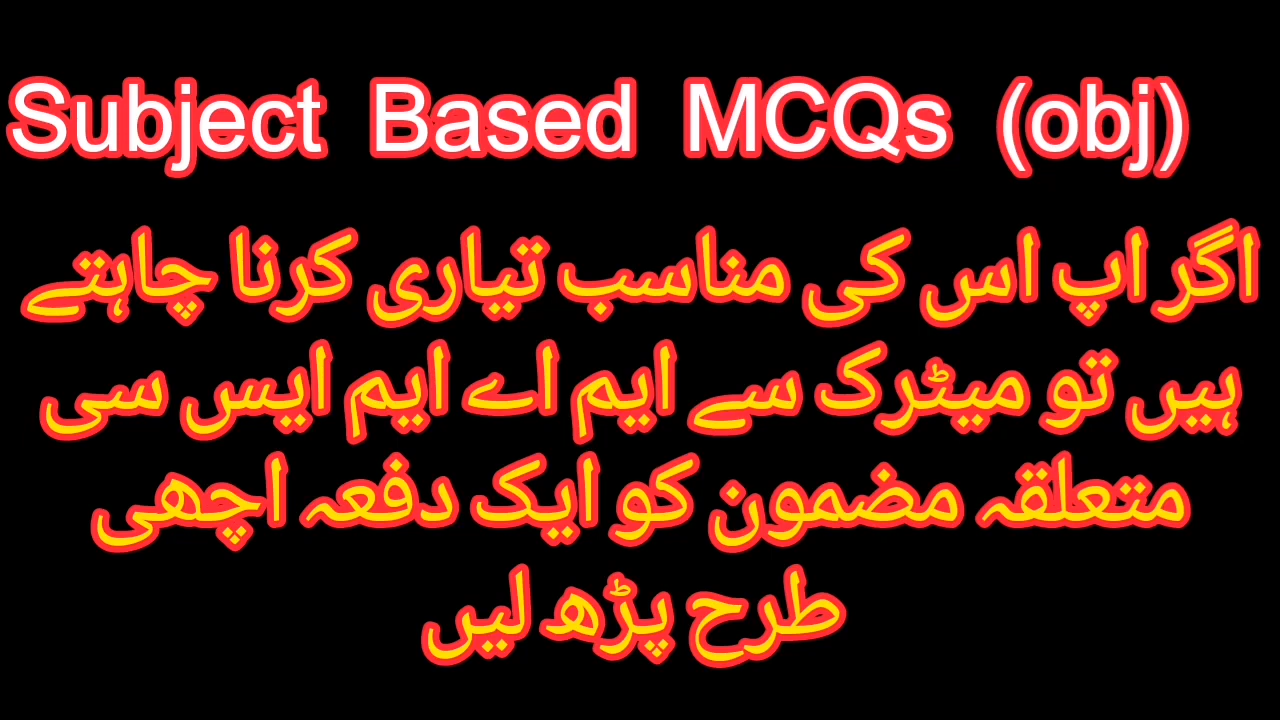 Subject Based MCQs (obj)
اگر اپ اس کی مناسب تیاری کرنا چاہتے
ہیں تو میٹرک سے ایم اے ایم ایس سی
متعلقہ مضمون کو ایک دفعہ اچھی
طرح پڑھ لیں